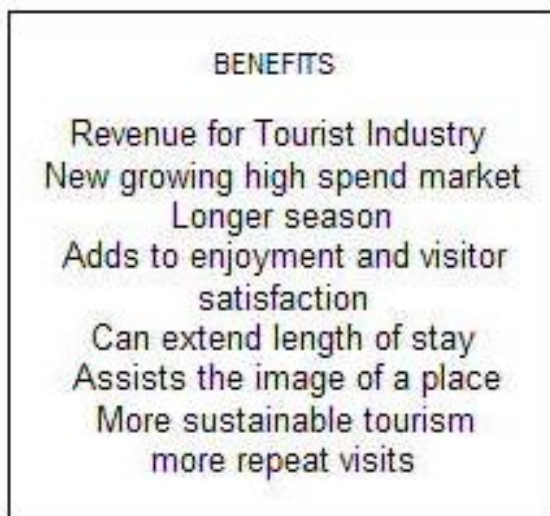 BENEFITS
Revenue for Tourist Industry
New growing high spend market
Longer season
Adds to enjoyment and visitor
satisfaction
Can extend length of stay
Assists the image of a place
More sustainable tourism
more repeat visits